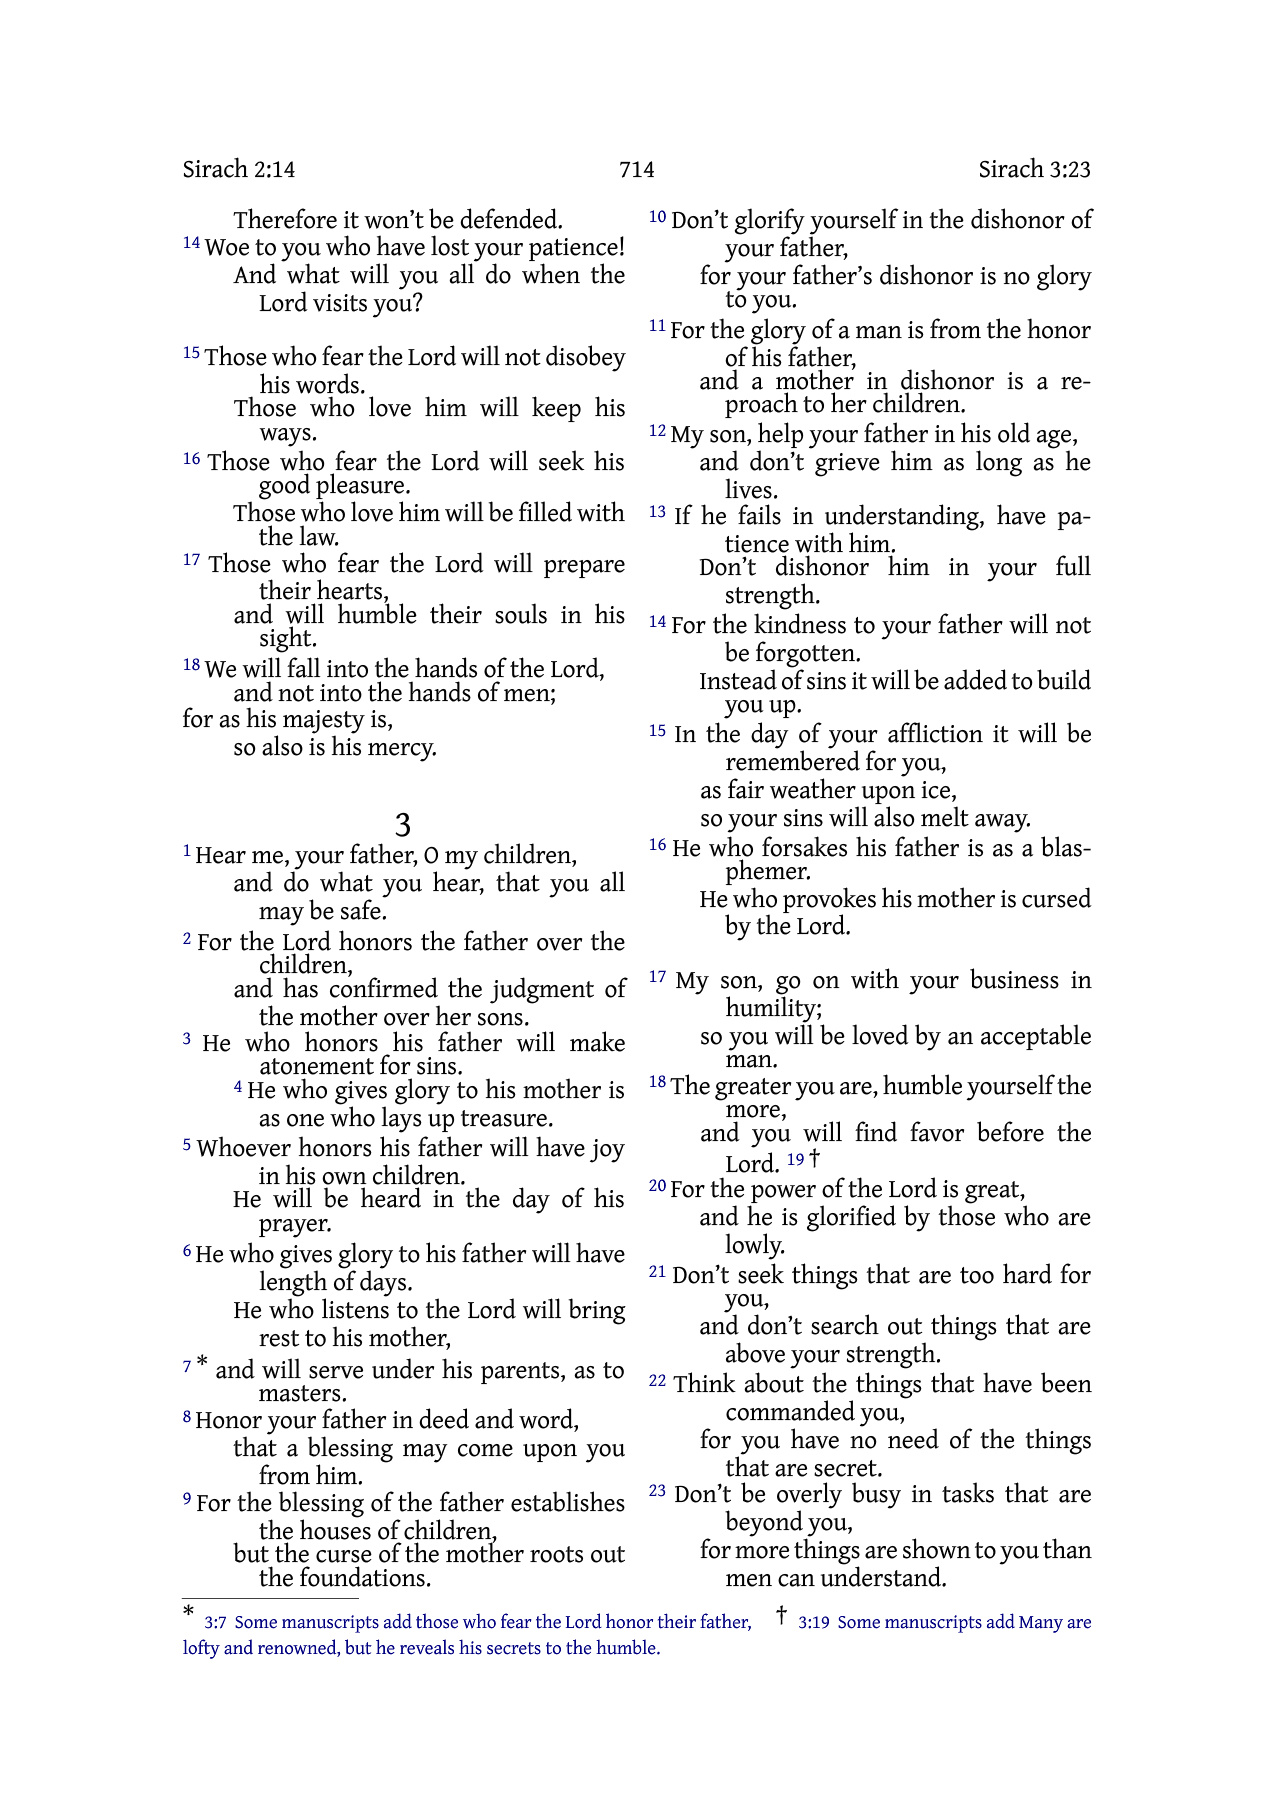 Sirach 2:14 714 Sirach 3:23
Therefore it won’t be defended.
14 Woe to you who have lost your patience!
And what will you all do when the
Lord visits you?
15 Those who fear the Lord will not disobey
his words.
Those who love him will keep his
ways.
16 Those who fear the Lord will seek his
good pleasure.
Those who love him will be filled with
the law.
17 Those who fear the Lord will prepare
their hearts,
and will humble their souls in his
sight.
18 We will fall into the hands of the Lord,
and not into the hands of men;
for as his majesty is,
so also is his mercy.
3
1 Hear me, your father, O my children,
and do what you hear, that you all
may be safe.
2 For the Lord honors the father over the
children,
and has confirmed the judgment of
the mother over her sons.
3 He who honors his father will make
atonement for sins.
4 He who gives glory to his mother is
as one who lays up treasure.
5 Whoever honors his father will have joy
in his own children.
He will be heard in the day of his
prayer.
6 He who gives glory to his father will have
length of days.
He who listens to the Lord will bring
rest to his mother,
7 * and will serve under his parents, as to
masters.
8 Honor your father in deed and word,
that a blessing may come upon you
from him.
9 For the blessing of the father establishes
the houses of children,
but the curse of the mother roots out
the foundations.
10 Don’t glorify yourself in the dishonor of
your father,
for your father’s dishonor is no glory
to you.
11 For the glory of a man is from the honor
of his father,
and a mother in dishonor is a re-
proach to her children.
12 My son, help your father in his old age,
and don’t grieve him as long as he
lives.
13 If he fails in understanding, have pa-
tience with him.
Don’t dishonor him in your full
strength.
14 For the kindness to your father will not
be forgotten.
Instead of sins it will be added to build
you up.
15 In the day of your affliction it will be
remembered for you,
as fair weather upon ice,
so your sins will also melt away.
16 He who forsakes his father is as a blas-
phemer.
He who provokes his mother is cursed
by the Lord.
17 My son, go on with your business in
humility;
so you will be loved by an acceptable
man.
18 The greater you are, humble yourself the
more,
and you will find favor before the
Lord. 19 †
20 For the power of the Lord is great,
and he is glorified by those who are
lowly.
21 Don’t seek things that are too hard for
you,
and don’t search out things that are
above your strength.
22 Think about the things that have been
commanded you,
for you have no need of the things
that are secret.
23 Don’t be overly busy in tasks that are
beyond you,
for more things are shown to you than
men can understand.
* 3:7 Some manuscripts add those who fear the Lord honor their father, † 3:19 Some manuscripts add Many are
lofty and renowned, but he reveals his secrets to the humble.